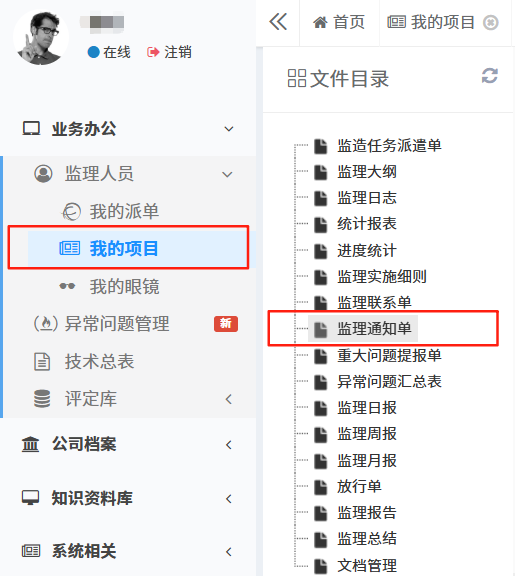 在线 注销
业务办公
监理人员
我的派单
我的项目
我的眼镜
异常问题管理 新
技术总表
评定库
公司档案
知识资料库
系统相关
首页 我的项目
文件目录
监造任务派遣单
监理大纲
监理日志
统计报表
进度统计
监理实施细则
监理联系单
监理通知单
重大问题提报单
异常问题汇总表
监理日报
监理周报
监理月报
放行单
监理报告
监理总结
文档管理